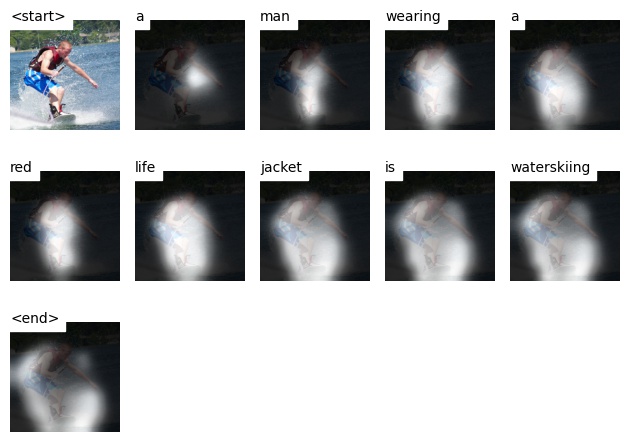 <start> a man wearing a
red life jacket is waterskiing
<end>